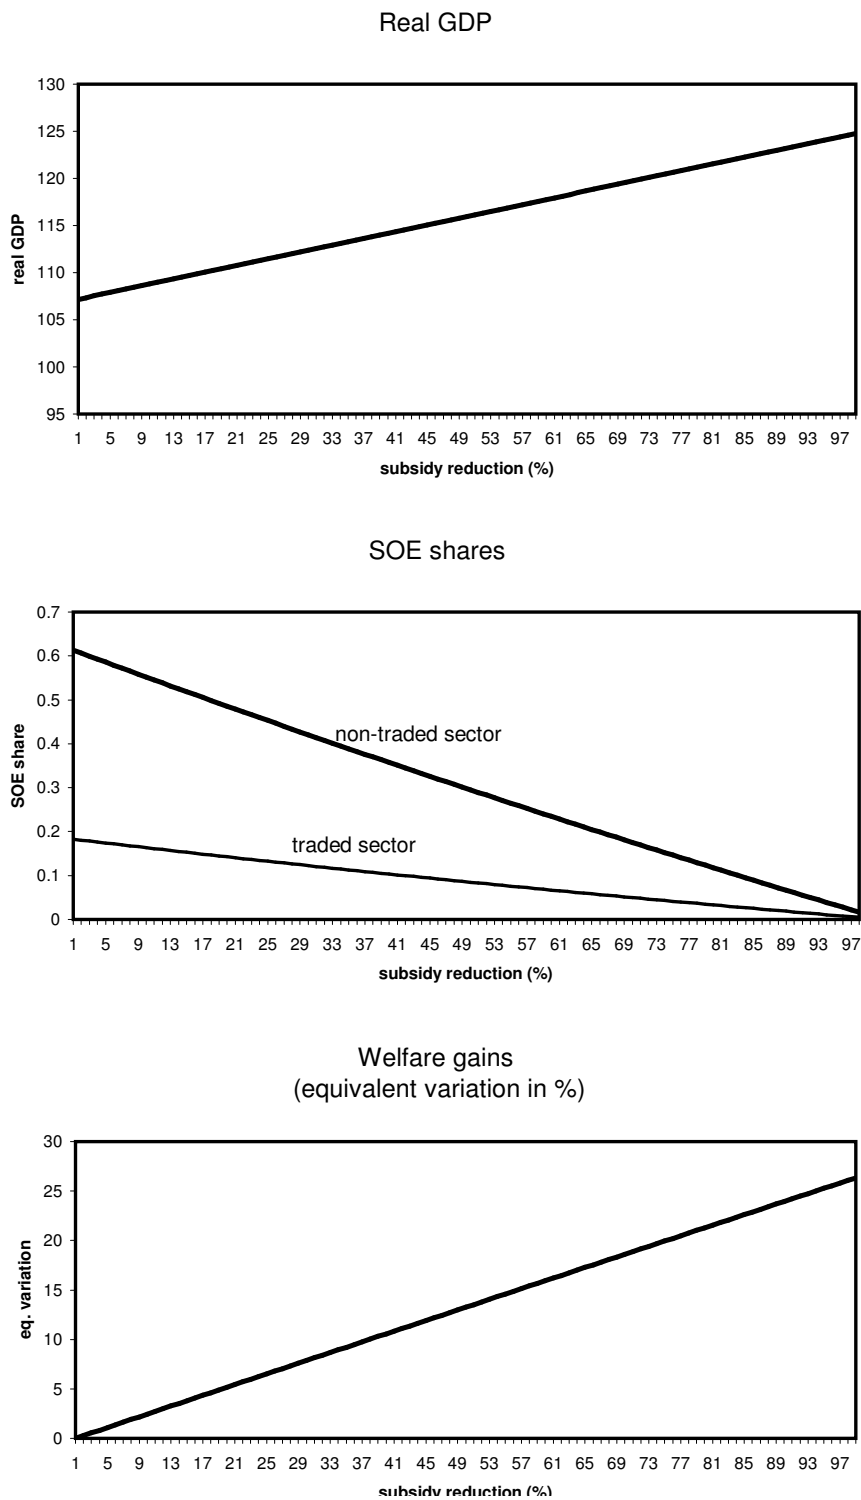 Real GDP
130
125
120
115
110
105
100
95
real GDP
1 5 9 13 17 21 25 29 33 37 41 45 49 53 57 61 65 69 73 77 81 85 89 93 97
subsidy reduction (%)
SOE shares
0.7
0.6
0.5
0.4
0.3
0.2
0.1
0
SOE share
non-traded sector
traded sector
1 5 9 13 17 21 25 29 33 37 41 45 49 53 57 61 65 69 73 77 81 85 89 93 97
subsidy reduction (%)
Welfare gains
(equivalent variation in %)
30
25
20
15
10
5
0
eq. variation
1 5 9 13 17 21 25 29 33 37 41 45 49 53 57 61 65 69 73 77 81 85 89 93 97
subsidy reduction (%)